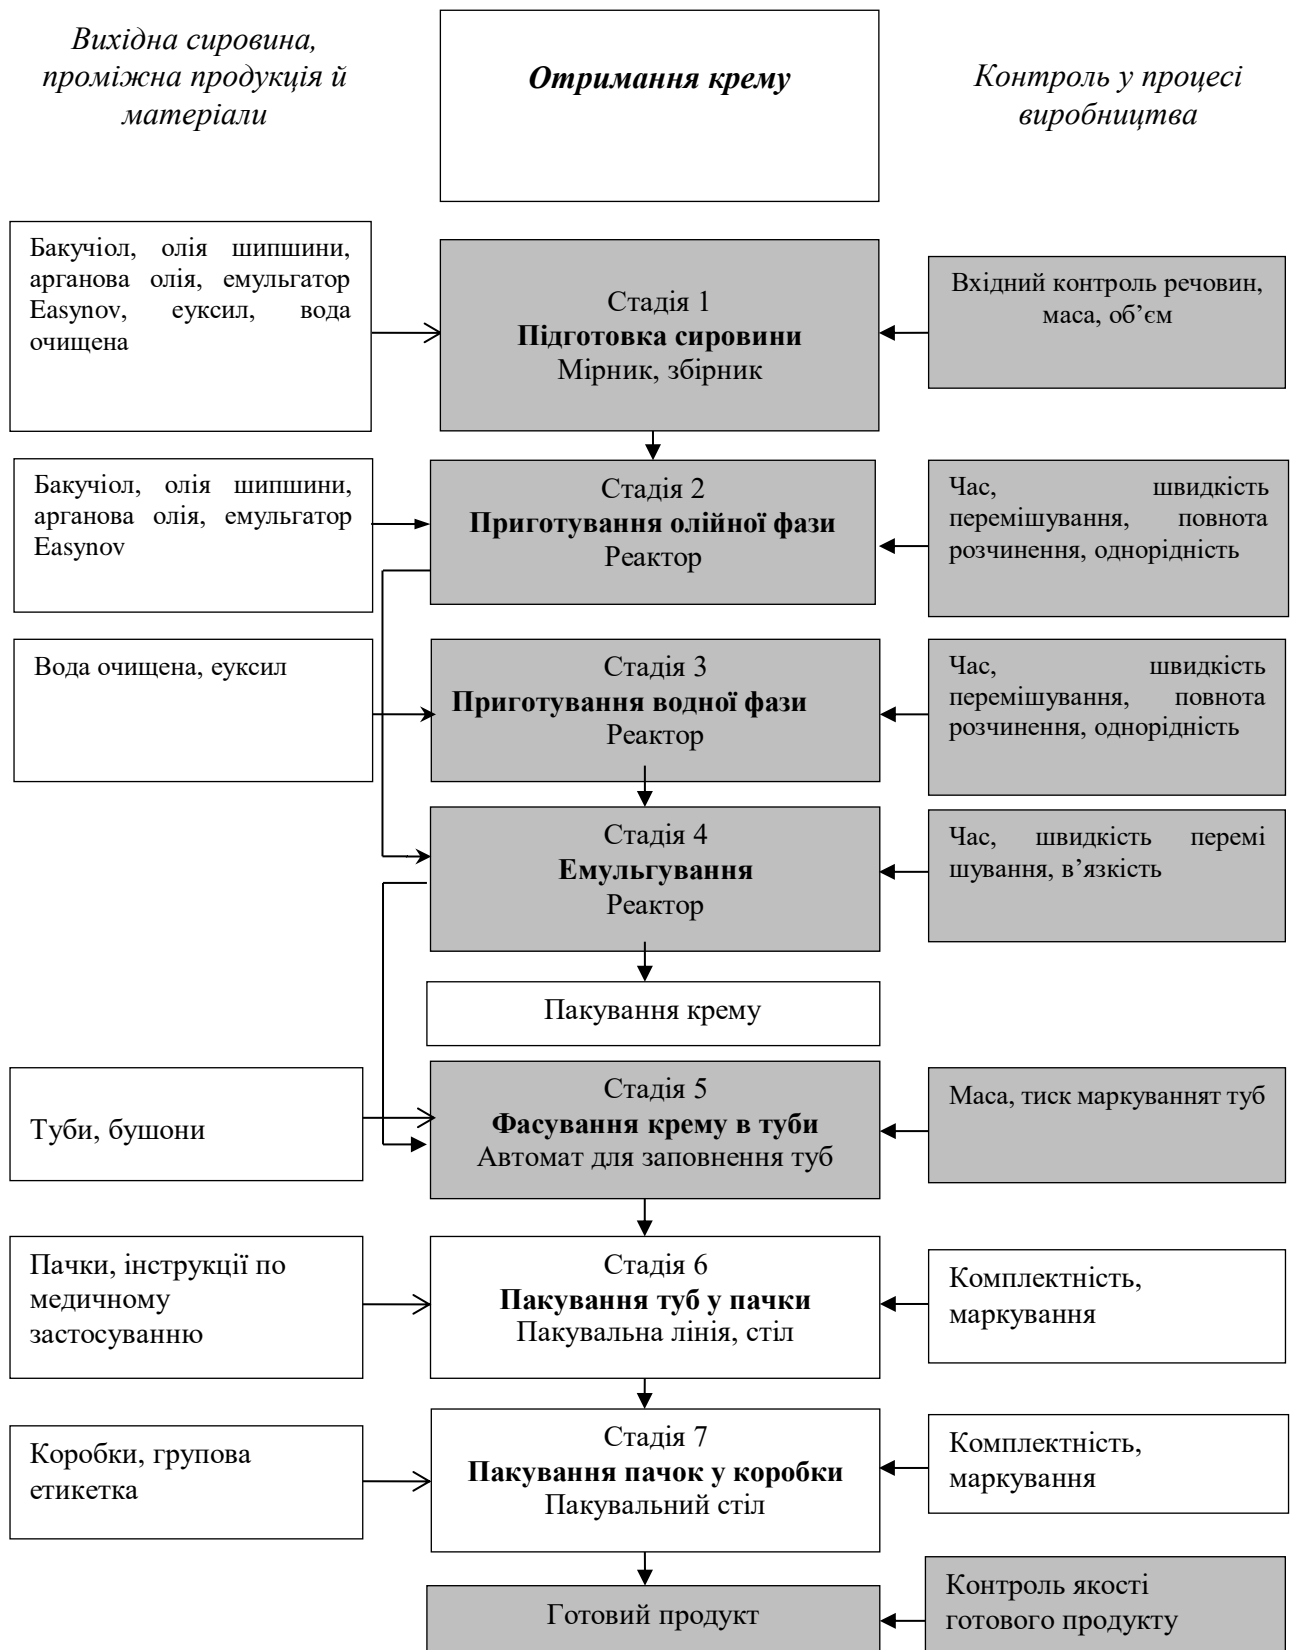 Вихідна сировина,
проміжна продукція й
матеріали
Отримання крему
Контроль у процесі
виробництва
Бакучіол, олія шипшини,
арганова олія, емульгатор
Easynov, еуксил, вода
очищена
Стадія 1
Підготовка сировини
Мірник, збірник
Вхідний контроль речовин,
маса, об’єм
Бакучіол, олія шипшини,
арганова олія, емульгатор
Easynov
Стадія 2
Приготування олійної фази
Реактор
Час, швидкість
перемішування, повнота
розчинення, однорідність
Вода очищена, еуксил
Стадія 3
Приготування водної фази
Реактор
Час, швидкість
перемішування, повнота
розчинення, однорідність
Стадія 4
Емульгування
Реактор
Час, швидкість перемі
шування, в’язкість
Пакування крему
Туби, бушони
Стадія 5
Фасування крему в туби
Автомат для заповнення туб
Маса, тиск маркуваннят туб
Пачки, інструкції по
медичному
застосуванню
Стадія 6
Пакування туб у пачки
Пакувальна лінія, стіл
Комплектність,
маркування
Коробки, групова
етикетка
Стадія 7
Пакування пачок у коробки
Пакувальний стіл
Комплектність,
маркування
Готовий продукт
Контроль якості
готового продукту